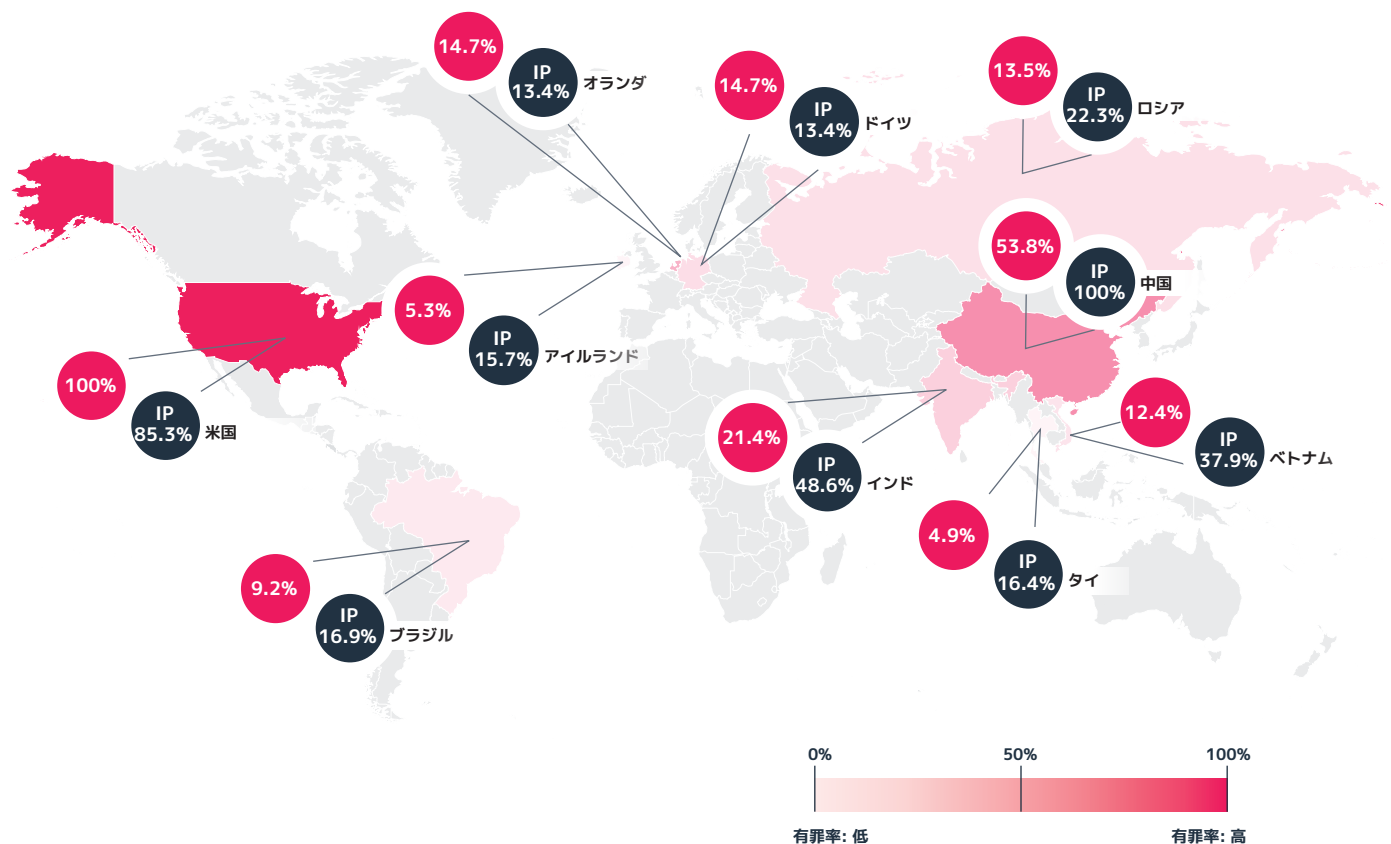 14.7%
IP
13.4%
オランダ
14.7%
IP
13.4%
ドイツ
13.5%
IP
22.3%
ロシア
53.8%
IP
100%
中国
5.3%
IP
15.7%
アイルランド
100%
IP
85.3%
米国
21.4%
IP
48.6%
インド
12.4%
IP
37.9%
ベトナム
4.9%
IP
16.4%
タイ
9.2%
IP
16.9%
ブラジル
0%
50%
100%
有罪率: 低
有罪率: 高